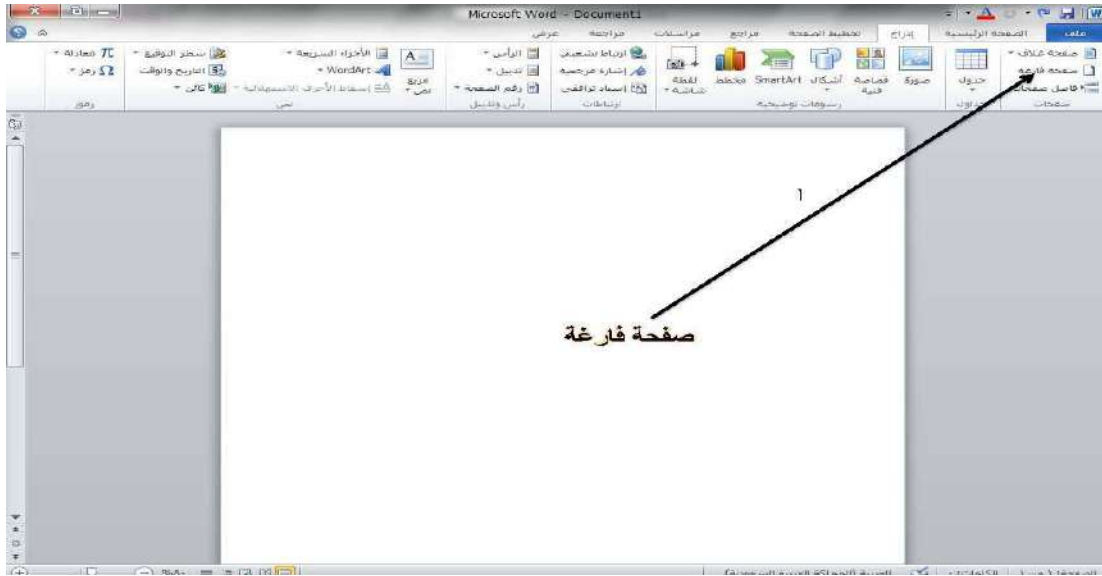 Microsoft Word - Document1
ملف الصفحة الرئيسية إدراج تخطيط الصفحة مراجع مراسلات مراجعة عرض
صفحة غلاف
صفحة فارغة
فاصل صفحات
صفحات
جدول
جداول
صورة
قصاصة فنية
أشكال
SmartArt
مخطط
لقطة شاشة
رسومات توضيحية
ارتباط تشعبي
إشارة مرجعية
إسناد ترافقي
ارتباطات
الرأس
تذييل
رقم الصفحة
رأس وتذييل
مربع نص
الأجزاء السريعة
WordArt
إسقاط الأحرف الاستهلالية
نص
سطر التوقيع
التاريخ والوقت
كائن
معادلة
رمز
رموز
١
صفحة فارغة